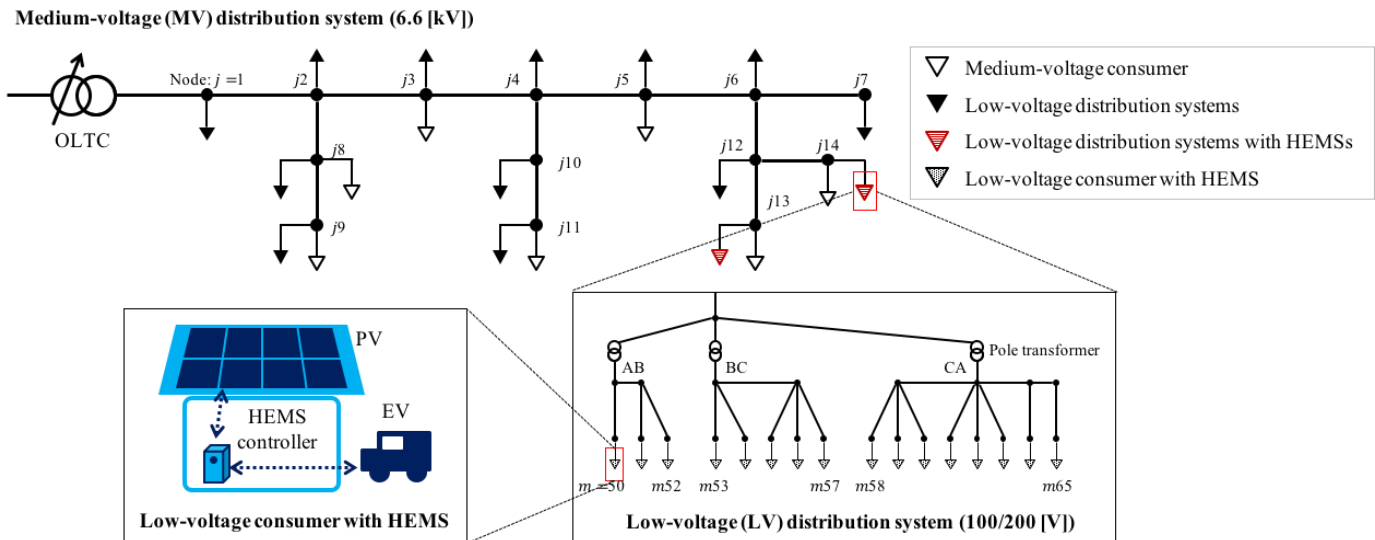 Medium-voltage (MV) distribution system (6.6 [kV])
OLTC
Node: j =1
j2
j3
j4
j5
j6
j7
j8
j9
j10
j11
j12
j14
j13
Medium-voltage consumer
Low-voltage distribution systems
Low-voltage distribution systems with HEMSs
Low-voltage consumer with HEMS
PV
HEMS
controller
EV
Low-voltage consumer with HEMS
Pole transformer
AB
BC
CA
m =50
m52
m53
m57
m58
m65
Low-voltage (LV) distribution system (100/200 [V])